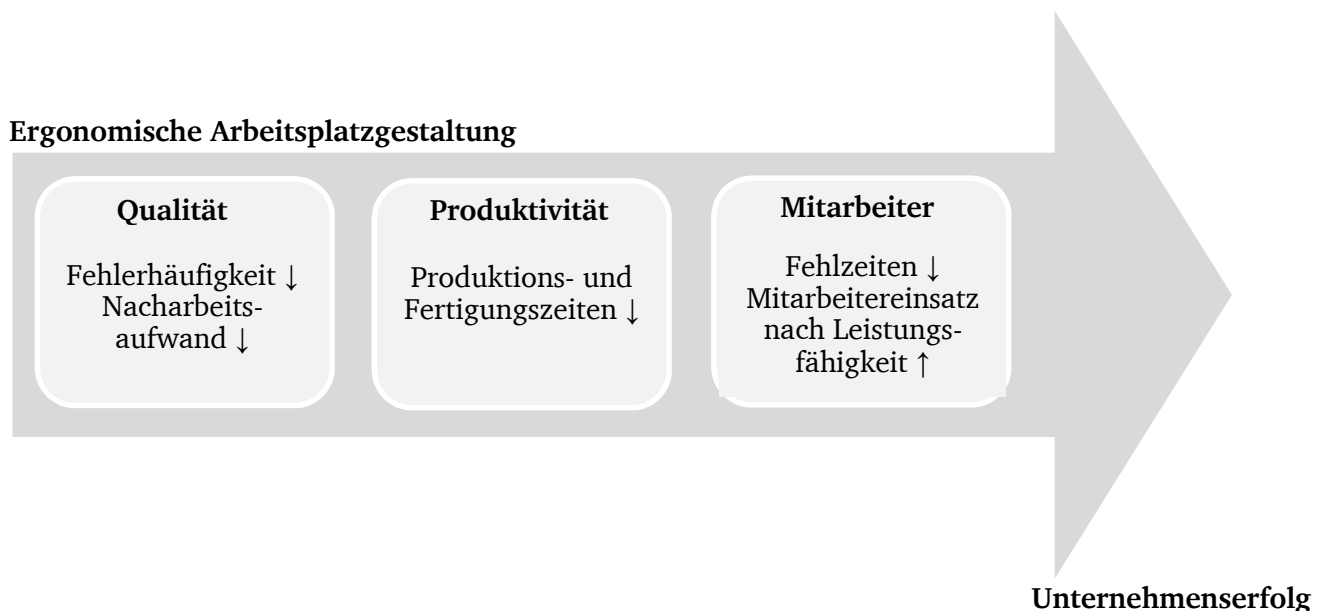 Ergonomische Arbeitsplatzgestaltung
Qualität
Fehlerhäufigkeit ↓
Nacharbeits-
aufwand ↓
Produktivität
Produktions- und
Fertigungszeiten ↓
Mitarbeiter
Fehlzeiten ↓
Mitarbeitereinsatz
nach Leistungs-
fähigkeit ↑
Unternehmenserfolg